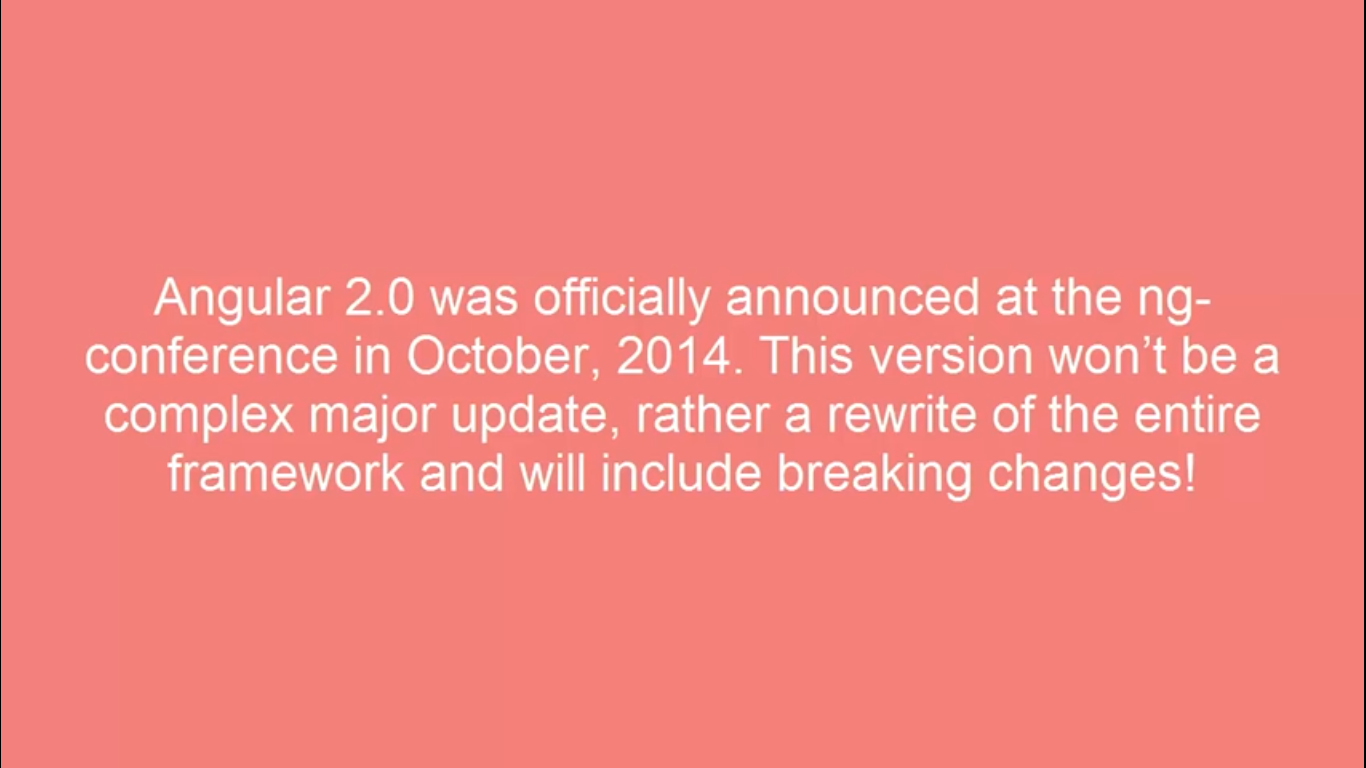 Angular 2.0 was officially announced at the ng-
conference in October, 2014. This version won’t be a
complex major update, rather a rewrite of the entire
framework and will include breaking changes!